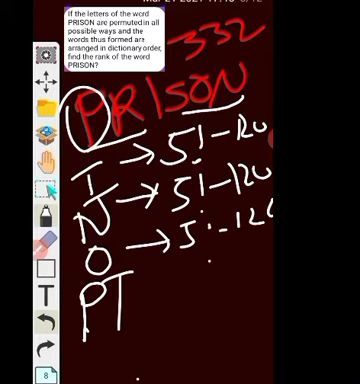 If the letters of the word
PRISON are permuted in all
possible ways and the
words thus formed are
arranged in dictionary order,
find the rank of the word
PRISON?
332
PRISON
I → 5! - 120
N → 5! - 120
O → 5! - 120
PI
T
8